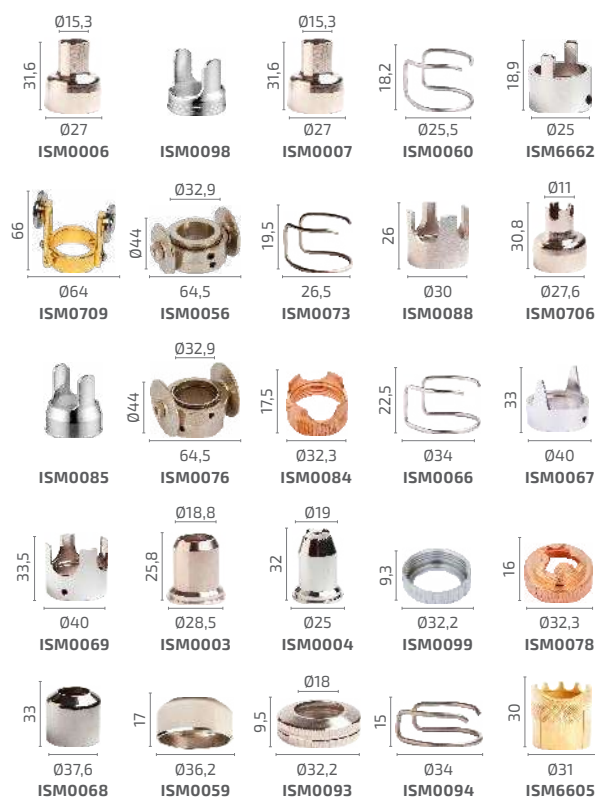 Ø15,3
31,6
Ø27
ISM0006
ISM0098
Ø15,3
31,6
Ø27
ISM0007
18,2
Ø25,5
ISM0060
18,9
Ø25
ISM6662
66
Ø64
ISM0709
Ø32,9
Ø44
64,5
ISM0056
19,5
26,5
ISM0073
26
Ø30
ISM0088
Ø11
30,8
Ø27,6
ISM0706
ISM0085
Ø32,9
Ø44
64,5
ISM0076
17,5
Ø32,3
ISM0084
22,5
Ø34
ISM0066
33
Ø40
ISM0067
33,5
Ø40
ISM0069
Ø18,8
25,8
Ø28,5
ISM0003
Ø19
32
Ø25
ISM0004
9,3
Ø32,2
ISM0099
16
Ø32,3
ISM0078
33
Ø37,6
ISM0068
17
Ø36,2
ISM0059
Ø18
9,5
Ø32,2
ISM0093
15
Ø34
ISM0094
30
Ø31
ISM6605